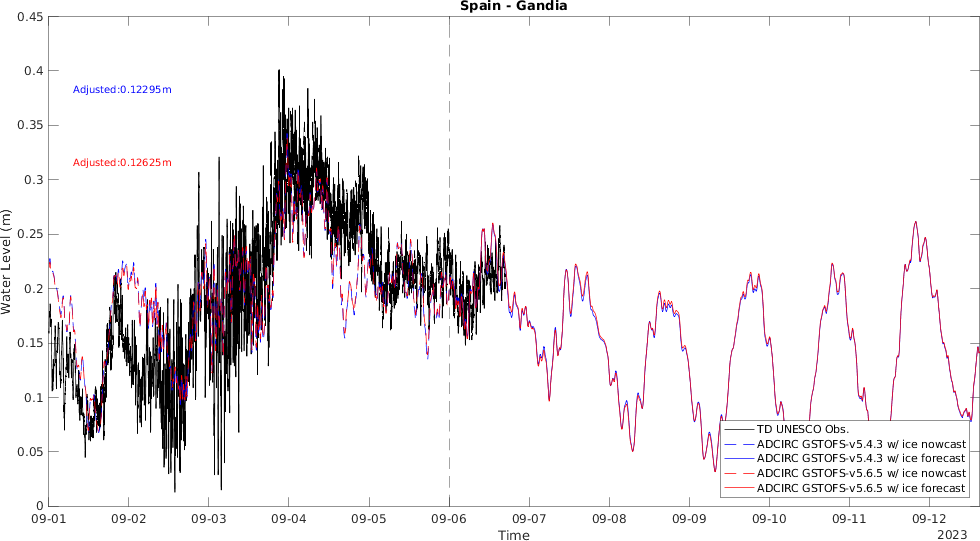 Spain - Gandia
0.45
0.4
0.35
0.3
0.25
0.2
0.15
0.1
0.05
0
Water Level (m)
Adjusted:0.12295m
Adjusted:0.12625m
TD UNESCO Obs.
ADCIRC GSTOFS-v5.4.3 w/ ice nowcast
ADCIRC GSTOFS-v5.4.3 w/ ice forecast
ADCIRC GSTOFS-v5.6.5 w/ ice nowcast
ADCIRC GSTOFS-v5.6.5 w/ ice forecast
09-01 09-02 09-03 09-04 09-05 09-06 09-07 09-08 09-09 09-10 09-11 09-12
Time
2023